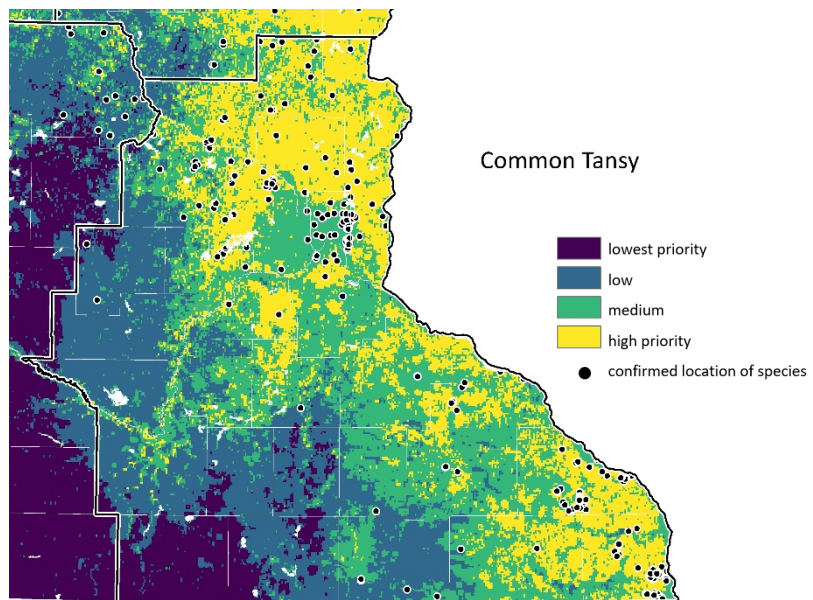 Common Tansy
lowest priority
low
medium
high priority
confirmed location of species